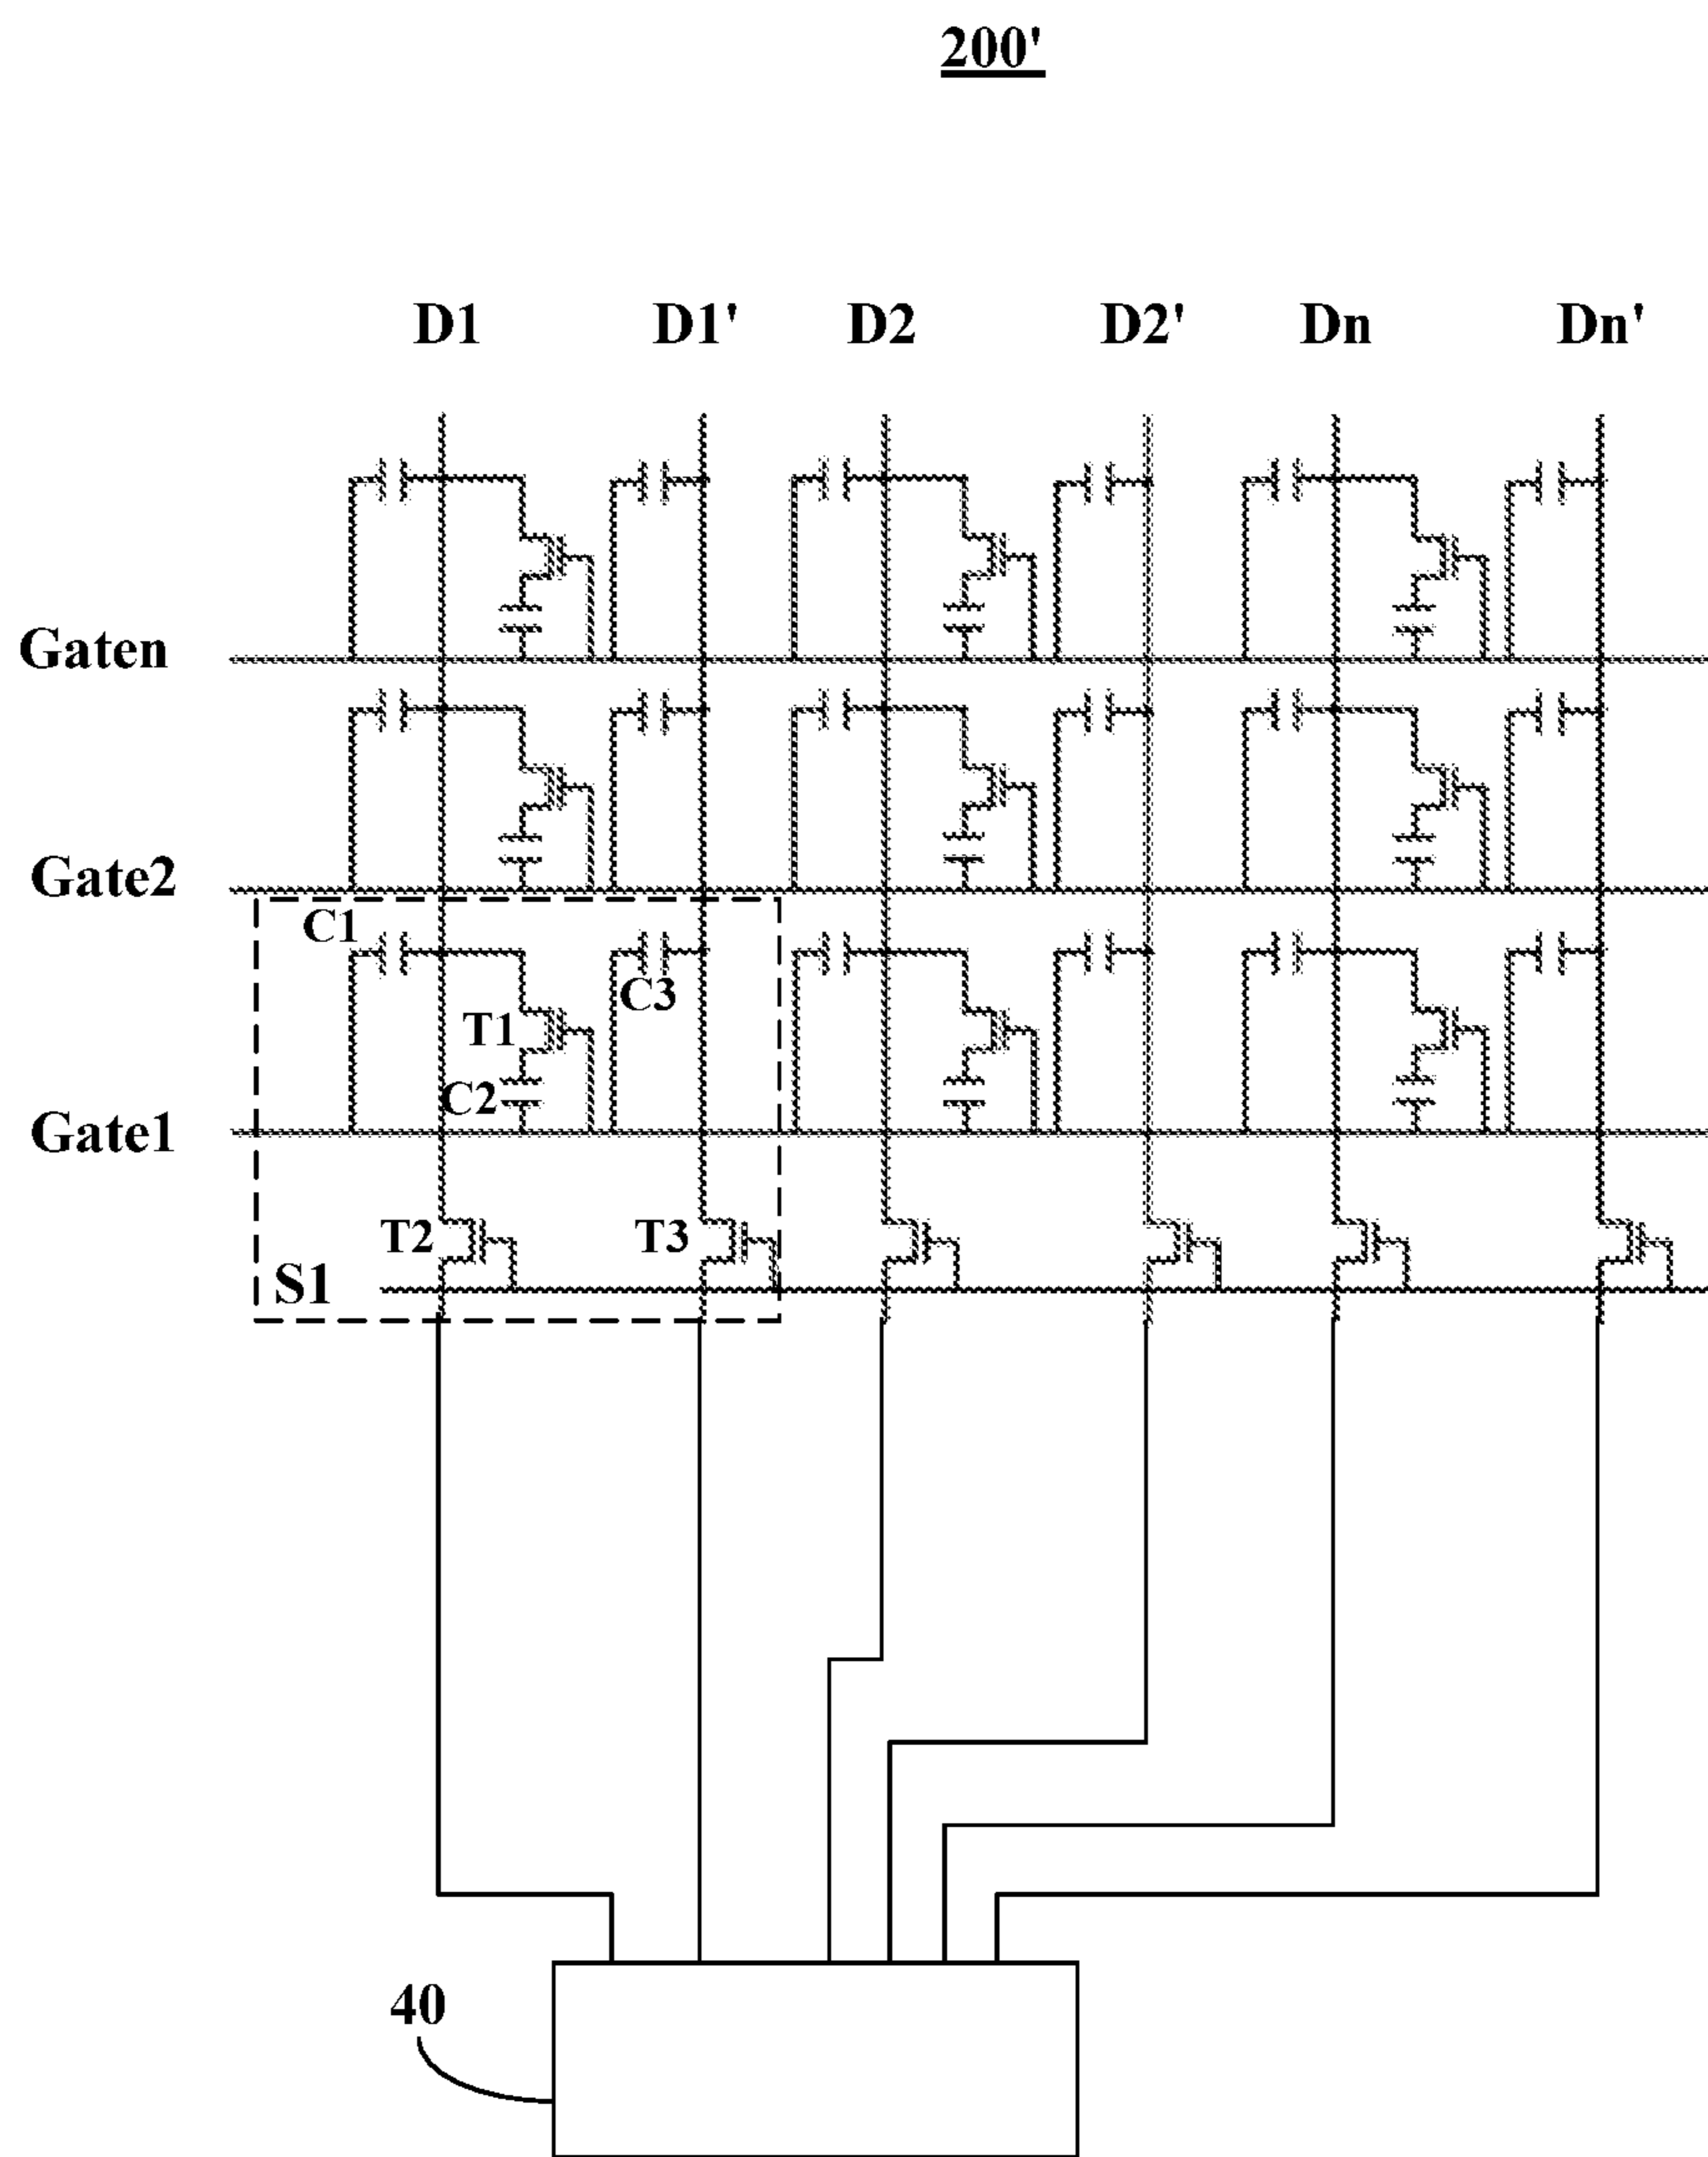 200'
D1 D1' D2 D2' Dn Dn'
Gaten
Gate2
C1
C3
T1
C2
Gate1
T2 T3
S1
40